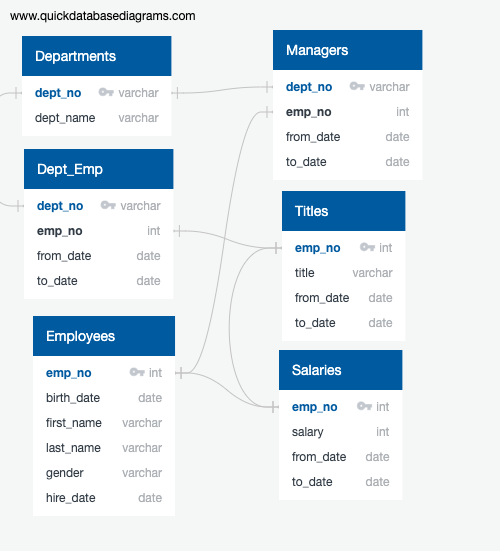 www.quickdatabasediagrams.com
Departments
dept_no varchar
dept_name varchar
Managers
dept_no varchar
emp_no int
from_date date
to_date date
Dept_Emp
dept_no varchar
emp_no int
from_date date
to_date date
Titles
emp_no int
title varchar
from_date date
to_date date
Employees
emp_no int
birth_date date
first_name varchar
last_name varchar
gender varchar
hire_date date
Salaries
emp_no int
salary int
from_date date
to_date date